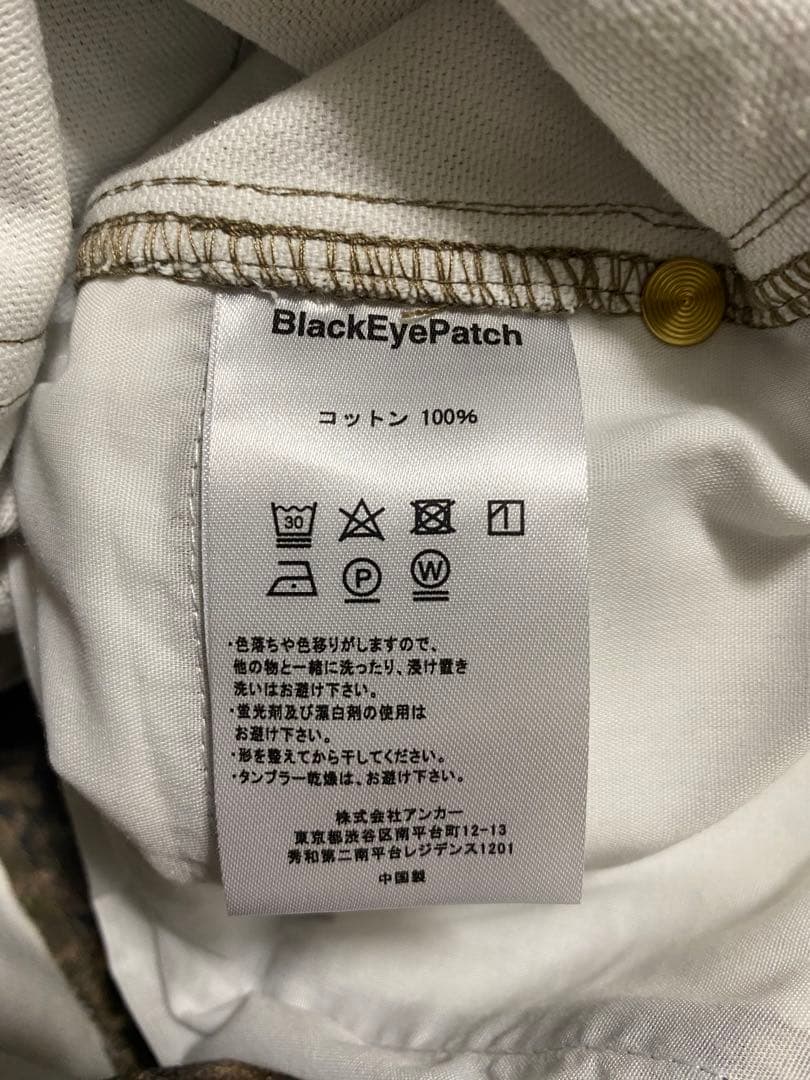 BlackEyePatch
コットン 100%
30
P W
・色落ちや色移りがしますので、
他の物と一緒に洗ったり、浸け置き
洗いはお避け下さい。
・蛍光剤及び漂白剤の使用は
お避け下さい。
・形を整えてから干してください。
・タンブラー乾燥は、お避け下さい。
株式会社アンカー
東京都渋谷区南平台町12-13
秀和第二南平台レジデンス1201
中国製